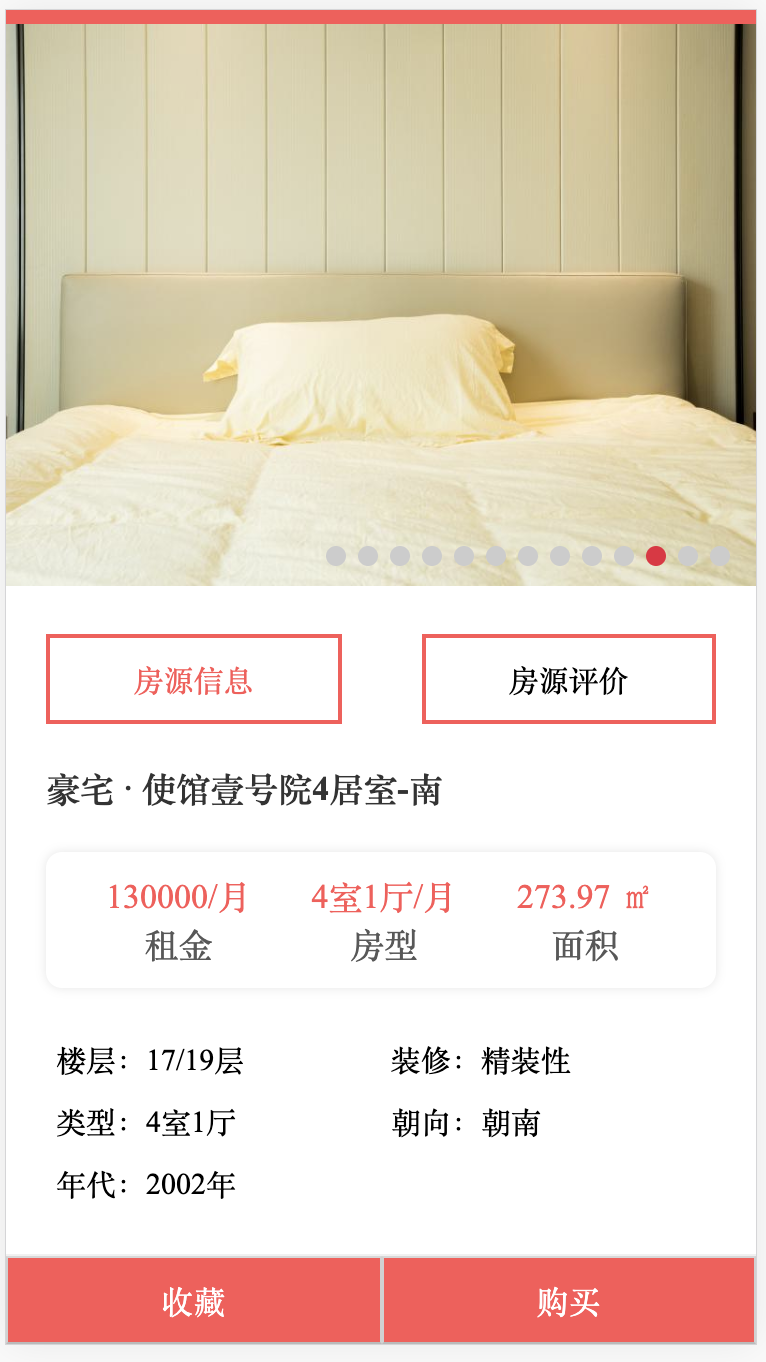 房源信息 房源评价
豪宅 · 使馆壹号院4居室-南
130000/月 4室1厅/月 273.97 ㎡
租金 房型 面积
楼层：17/19层 装修：精装性
类型：4室1厅 朝向：朝南
年代：2002年
收藏 购买